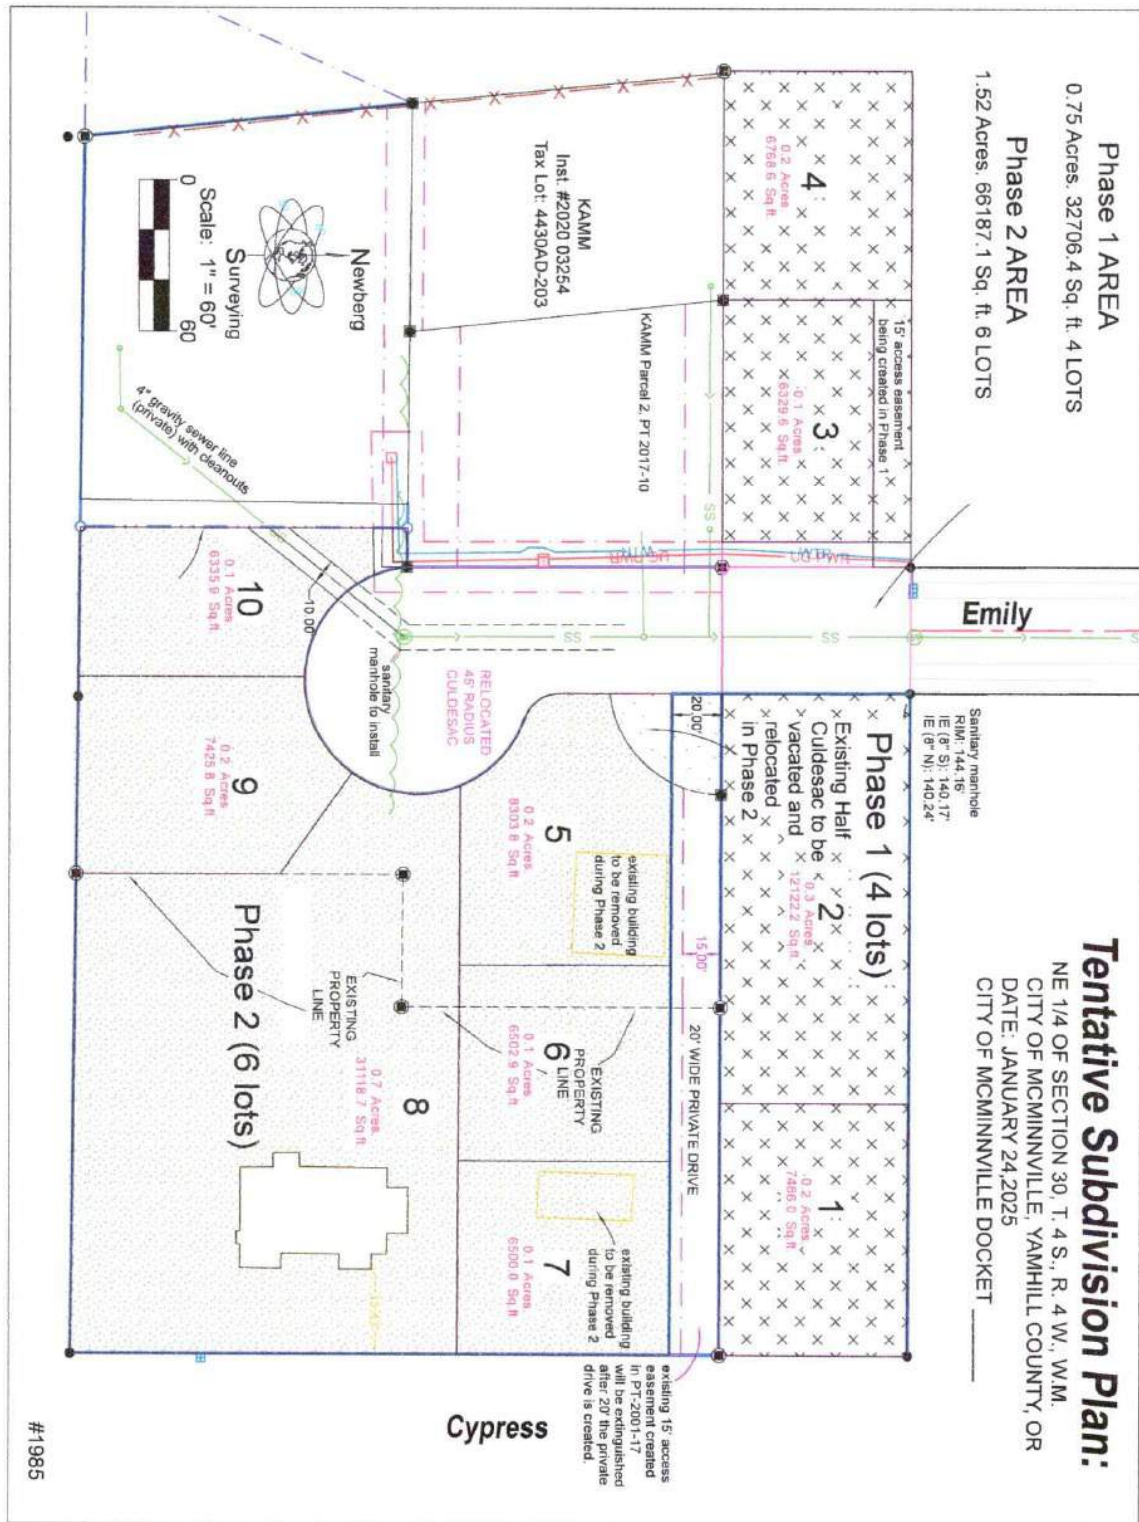 Tentative Subdivision Plan:
NE 1/4 OF SECTION 30, T. 4 S., R. 4 W., W.M.
CITY OF MCMINNVILLE, YAMHILL COUNTY, OR
DATE: JANUARY 24,2025
CITY OF MCMINNVILLE DOCKET ______
Phase 1 AREA
0.75 Acres. 32706.4 Sq. ft. 4 LOTS
Phase 2 AREA
1.52 Acres. 66187.1 Sq. ft. 6 LOTS
Sanitary manhole
RIM: 144.16'
IE (8" S): 140.17'
IE (8" N): 140.24'
Emily
4
0.2 Acres
6768.6 Sq.ft.
15' access easement
being created in Phase 1
3
0.1 Acres
6329.6 Sq.ft.
Phase 1 (4 lots)
Existing Half
Culdesac to be
vacated and
relocated
in Phase 2
2
0.3 Acres
12122.2 Sq.ft.
1
0.2 Acres
7486.0 Sq.ft.
20.00'
15.00'
20' WIDE PRIVATE DRIVE
KAMM
Inst. #2020 03254
Tax Lot: 4430AD-203
KAMM Parcel 2, PT 2017-10
SS
SS
SS
SS
SS
UG PWR
UG PWR
existing building
to be removed
during Phase 2
5
0.2 Acres
8303.8 Sq.ft.
EXISTING
PROPERTY
LINE
6
0.1 Acres
6502.9 Sq.ft.
existing building
to be removed
during Phase 2
7
0.1 Acres
6500.0 Sq.ft.
existing 15' access
easement created
in PT-2001-17
will be extinguished
after 20' the private
drive is created.
Cypress
RELOCATED
45' RADIUS
CULDESAC
sanitary
manhole to install
8
0.7 Acres
31118.7 Sq.ft.
EXISTING
PROPERTY
LINE
Phase 2 (6 lots)
9
0.2 Acres
7425.8 Sq.ft.
10
0.1 Acres
6335.9 Sq.ft.
10.00'
4" gravity sewer line
(private) with cleanouts
SS
Newberg
Surveying
Scale: 1" = 60'
0
60
#1985